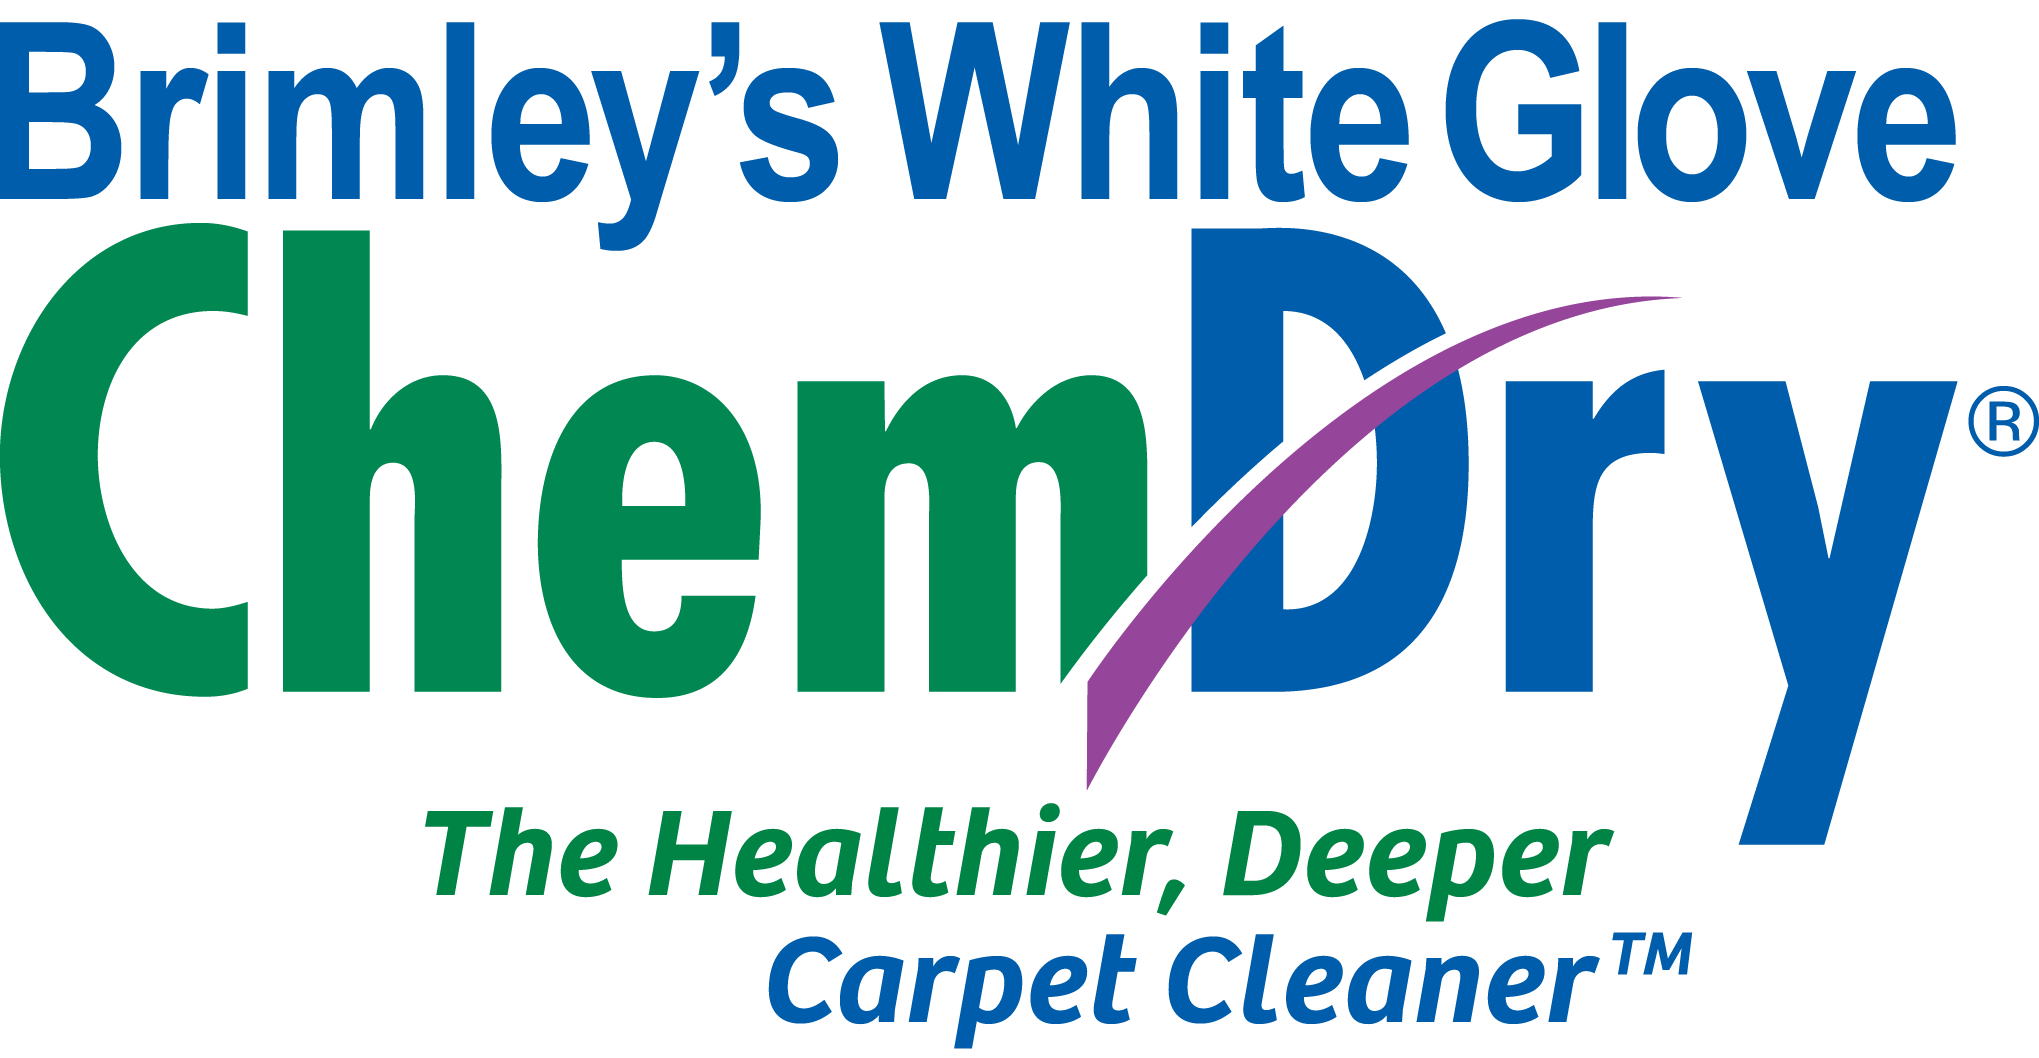 Brimley's White Glove
ChemDry®
The Healthier, Deeper
Carpet Cleaner™